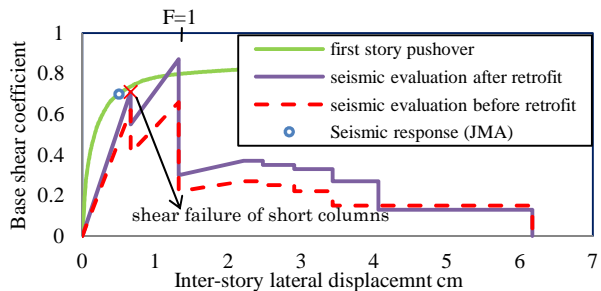 F=1
1
0.8
0.6
0.4
0.2
0
Base shear coefficient
first story pushover
seismic evaluation after retrofit
seismic evaluation before retrofit
Seismic response (JMA)
shear failure of short columns
0 1 2 3 4 5 6 7
Inter-story lateral displacemnt cm